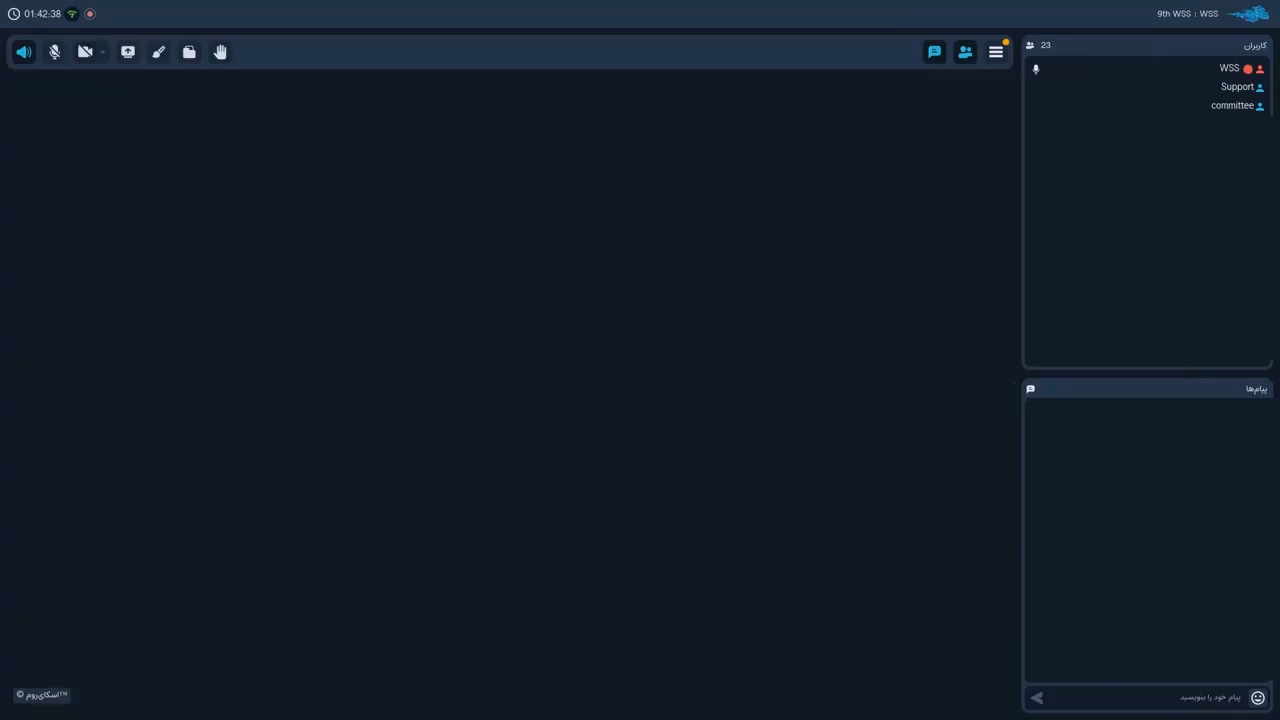 01:42:38
9th WSS : WSS
کاربران
23
WSS
Support
committee
پیام‌ها
پیام خود را بنویسید
© اسکای‌روم™